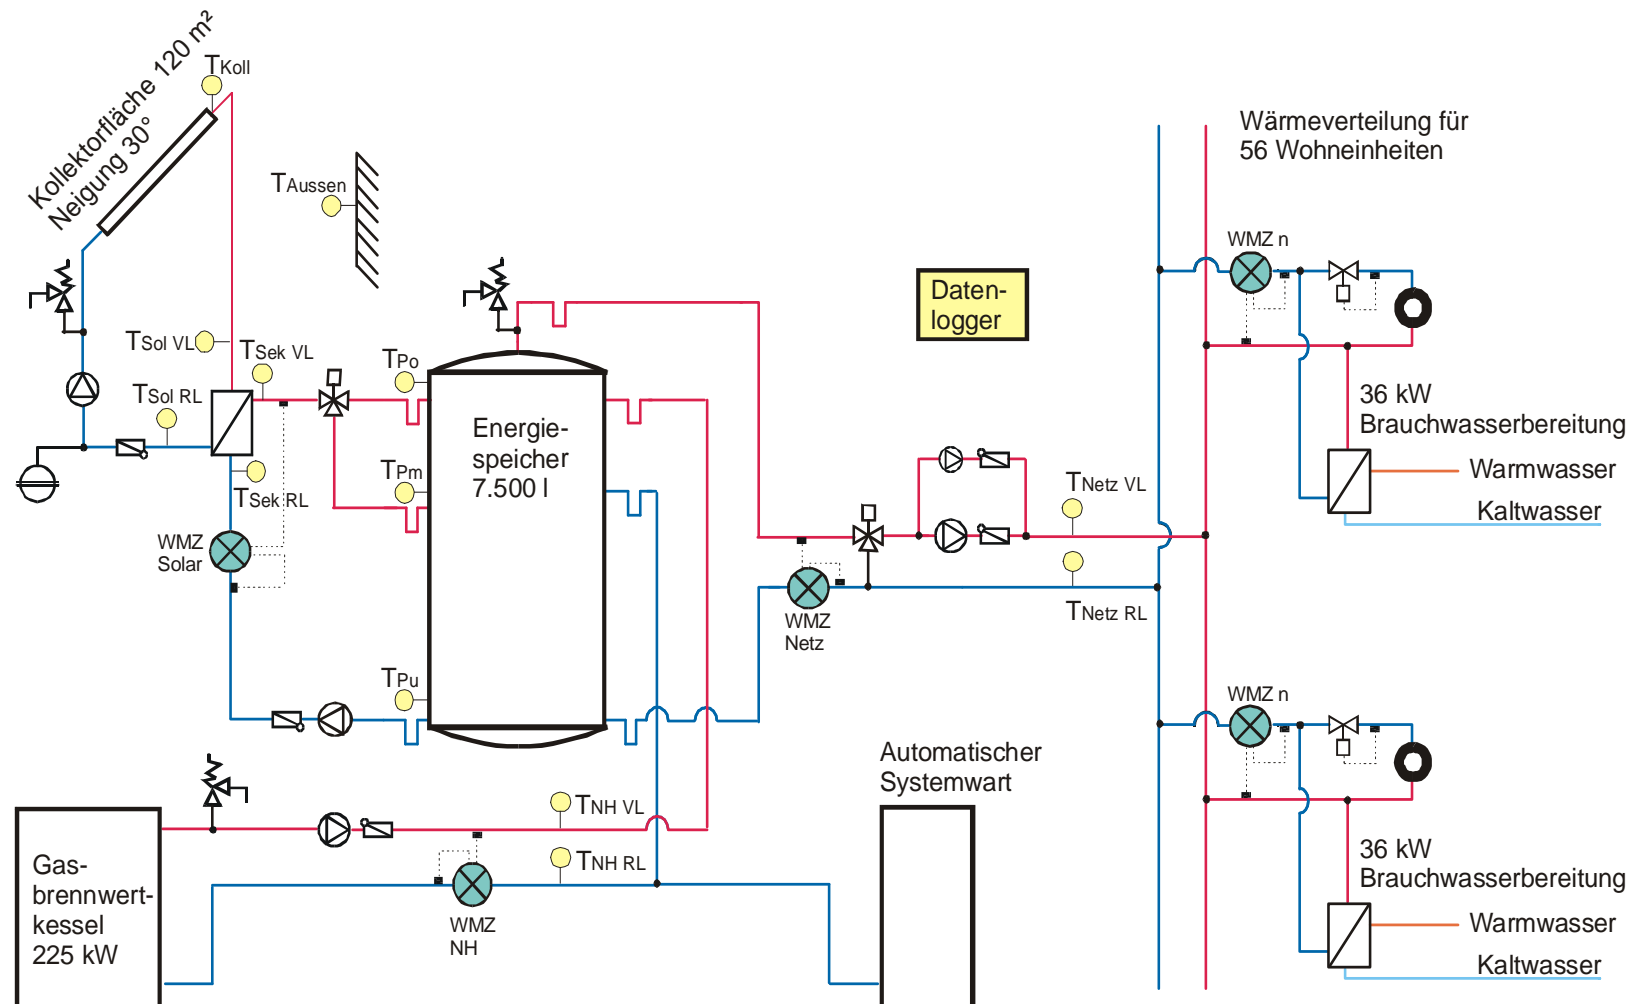 Kollektorfläche 120 m²
Neigung 30°
TKoll
TAussen
TSol VL
TSek VL
TSol RL
TSek RL
WMZ
Solar
TPo
TPm
TPu
Energie-
speicher
7.500 l
Daten-
logger
Wärmeverteilung für
56 Wohneinheiten
WMZ n
36 kW
Brauchwasserbereitung
Warmwasser
Kaltwasser
TNetz VL
TNetz RL
WMZ
Netz
WMZ n
36 kW
Brauchwasserbereitung
Warmwasser
Kaltwasser
Automatischer
Systemwart
TNH VL
TNH RL
WMZ
NH
Gas-
brennwert-
kessel
225 kW